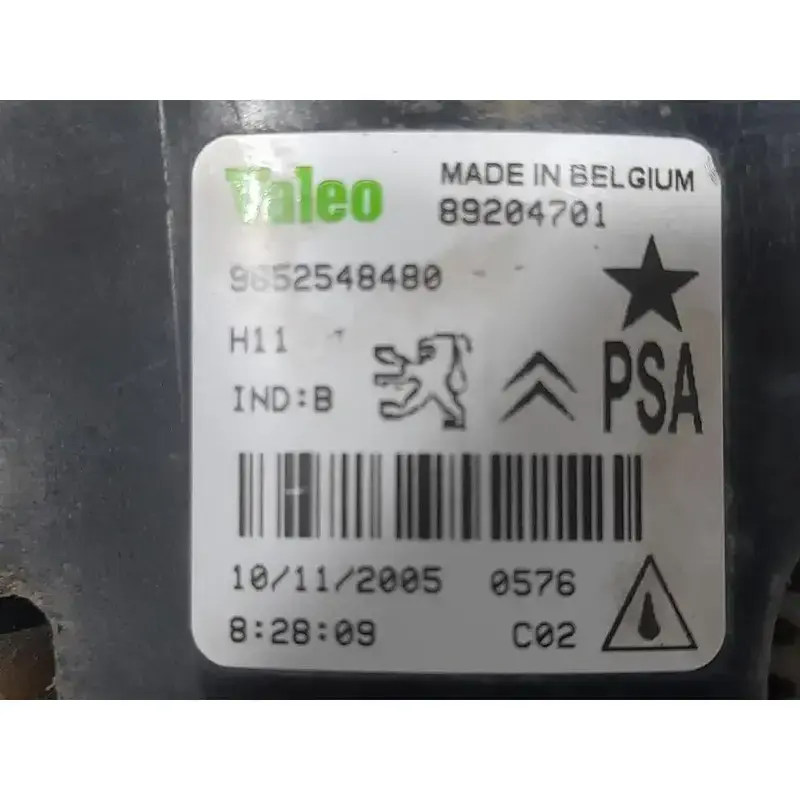 Valeo
MADE IN BELGIUM
89204701
9652548480
H11
IND:B
PSA
10/11/2005 0576
8:28:09 C02